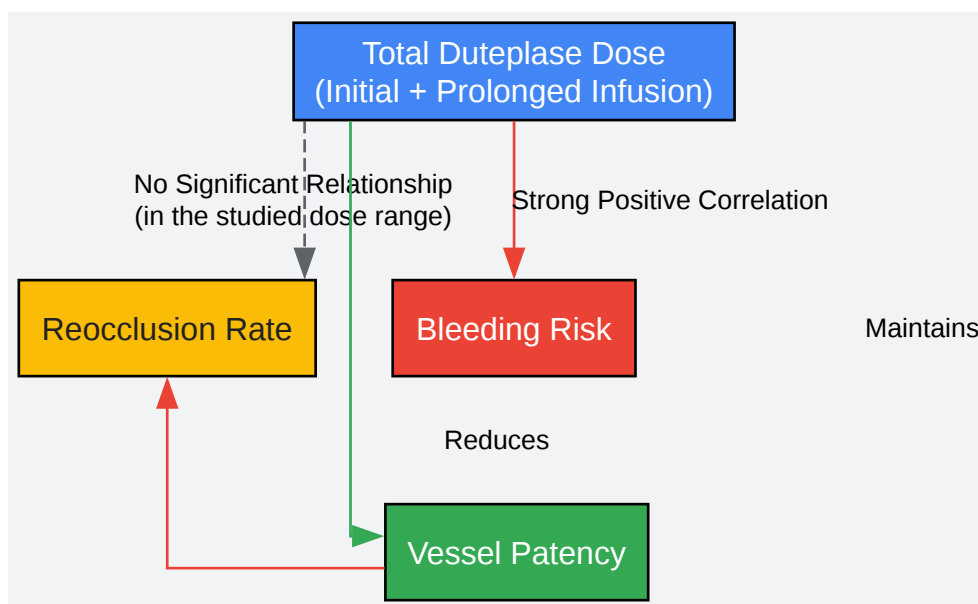 Total Duteplase Dose
(Initial + Prolonged Infusion)
No Significant Relationship
(in the studied dose range)
Strong Positive Correlation
Reocclusion Rate
Bleeding Risk
Maintains
Reduces
Vessel Patency